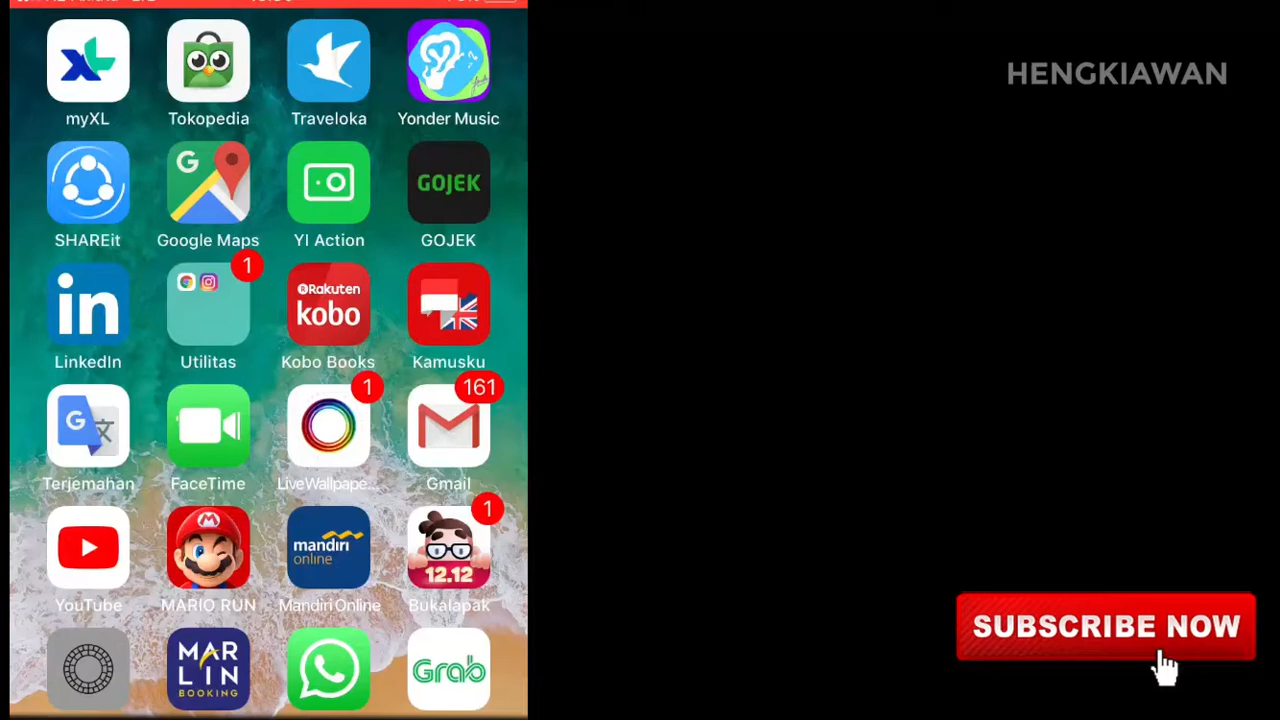 myXL
Tokopedia
Traveloka
Yonder Music
HENGKIAWAN
GOJEK
SHAREit
Google Maps
YI Action
GOJEK
1
in
Rakuten
kobo
LinkedIn
Utilitas
Kobo Books
Kamusku
1
161
Terjemahan
FaceTime
LiveWallpape...
Gmail
1
mandiri
online
12.12
YouTube
MARIO RUN
Mandiri Online
Bukalapak
SUBSCRIBE NOW
MAR
LIN
BOOKING
Grab